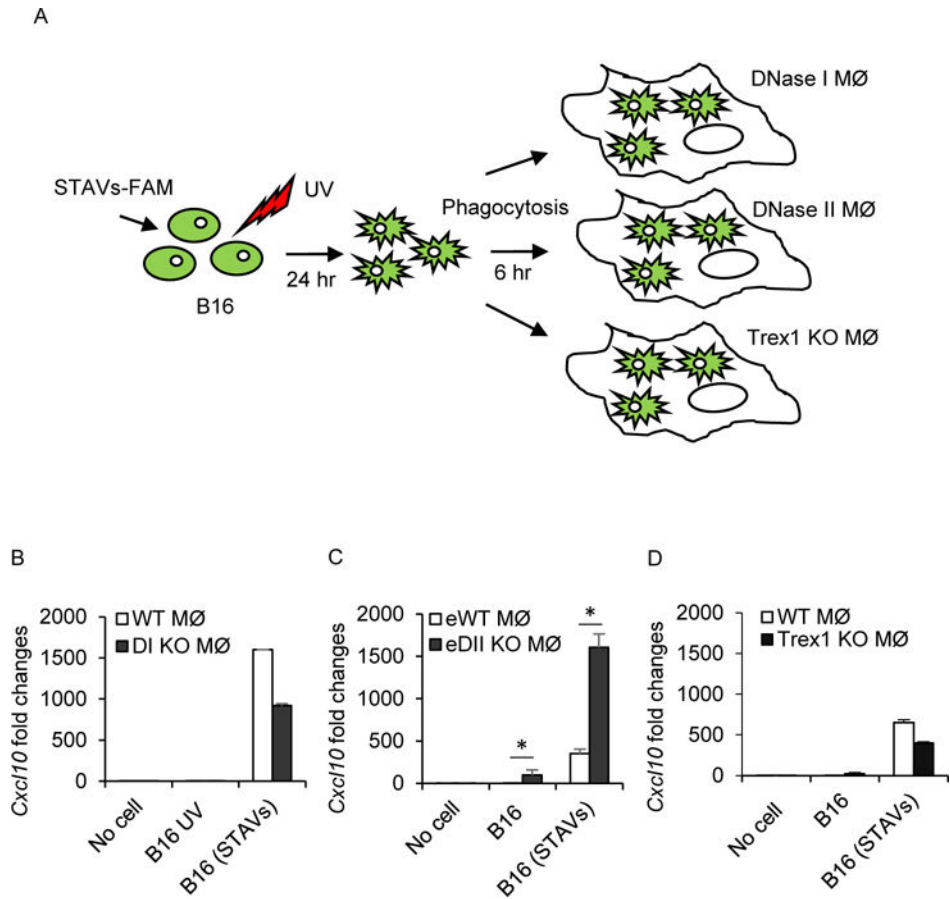 A
STAVs-FAM
UV
B16
24 hr
Phagocytosis
6 hr
DNase I MØ
DNase II MØ
Trex1 KO MØ
B
Cxcl10 fold changes
2000
1500
1000
500
0
WT MØ
DI KO MØ
No cell
B16 UV
B16 (STAVs)
C
Cxcl10 fold changes
2000
1500
1000
500
0
eWT MØ
eDII KO MØ
*
*
No cell
B16
B16 (STAVs)
D
Cxcl10 fold changes
2000
1500
1000
500
0
WT MØ
Trex1 KO MØ
No cell
B16
B16 (STAVs)